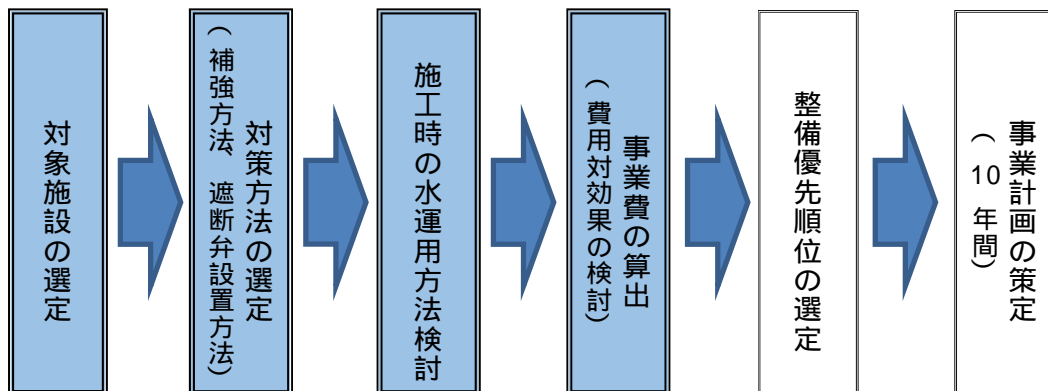 対象施設の選定
対策方法の選定
(補強方法、遮断弁設置方法)
施工時の水運用方法検討
事業費の算出
(費用対効果の検討)
整備優先順位の選定
事業計画の策定
(10年間)